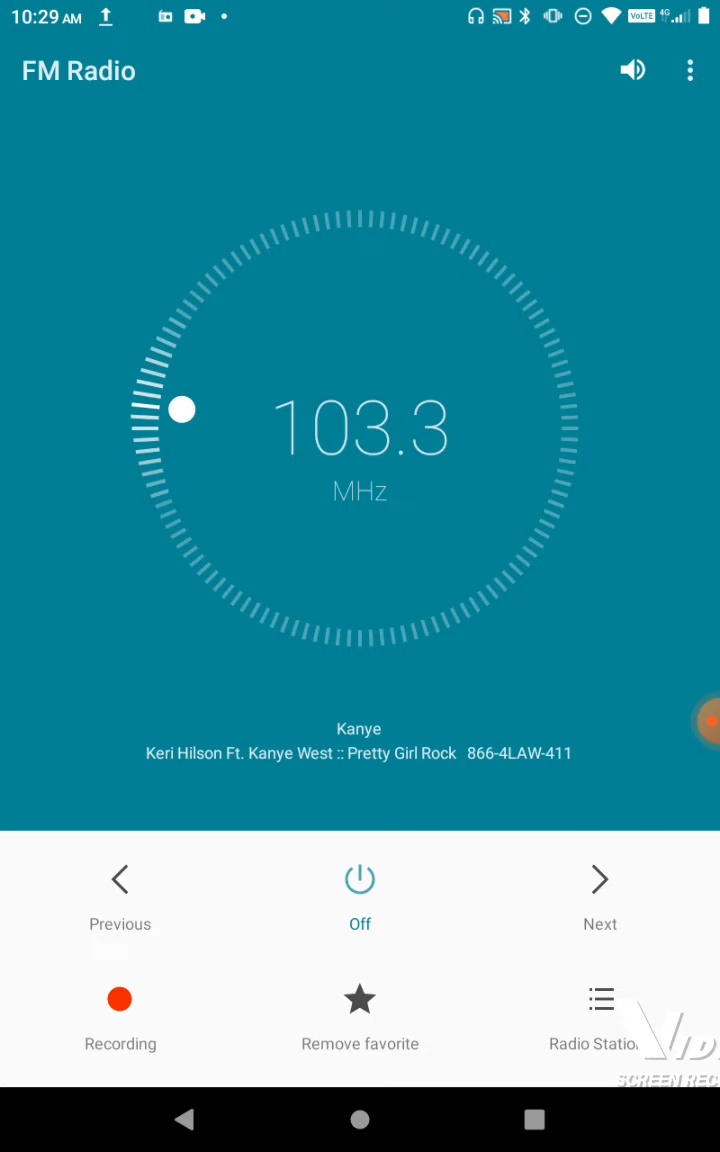 10:29 AM VoLTE 4G
FM Radio
103.3
MHz
Kanye
Keri Hilson Ft. Kanye West :: Pretty Girl Rock 866-4LAW-411
Previous
Off
Next
Recording
Remove favorite
Radio Statio
SCREEN REC